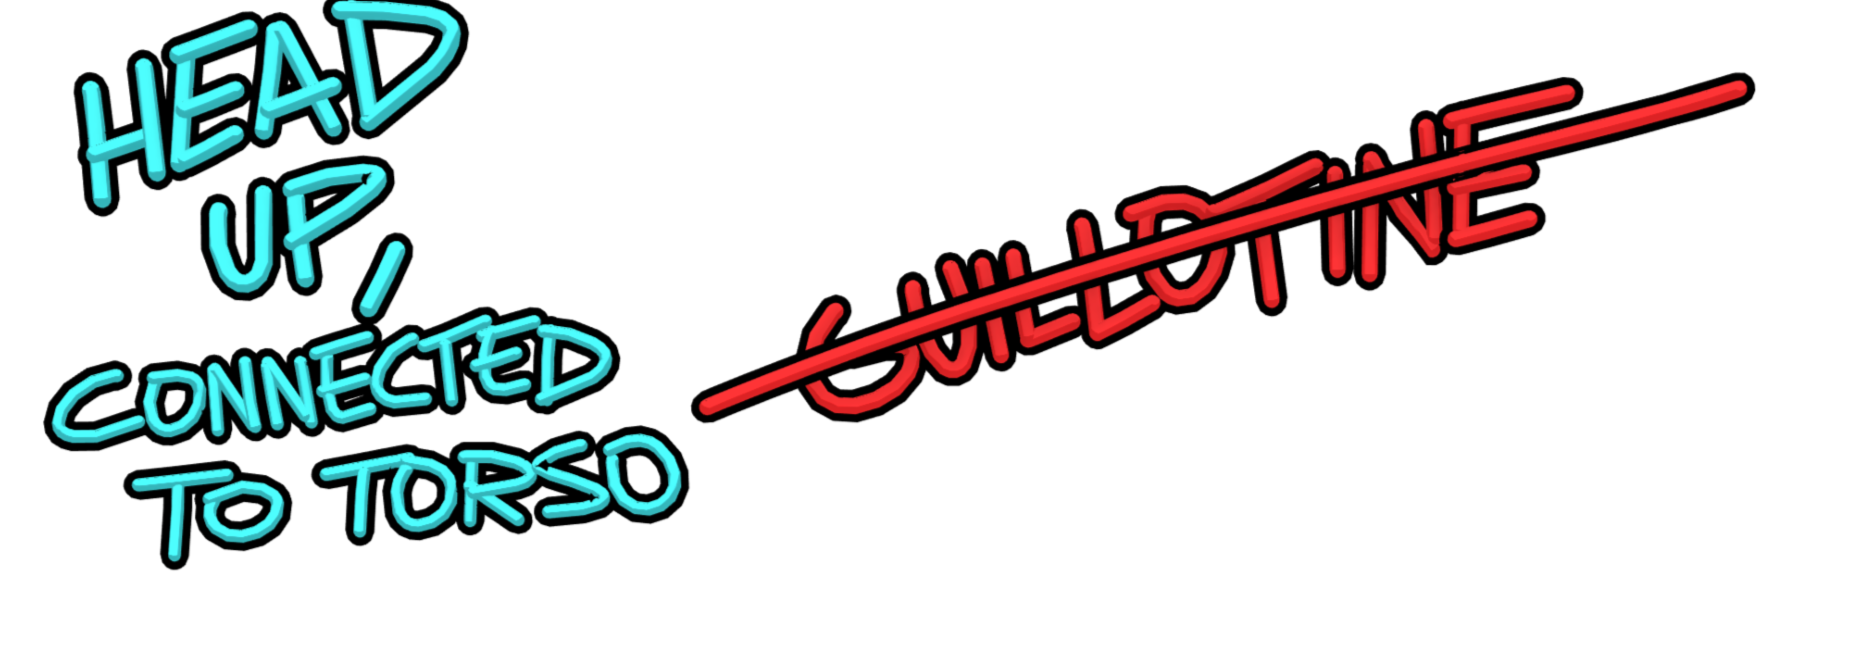 HEAD
UP,
CONNECTED
TO TORSO
GUILLOTINE